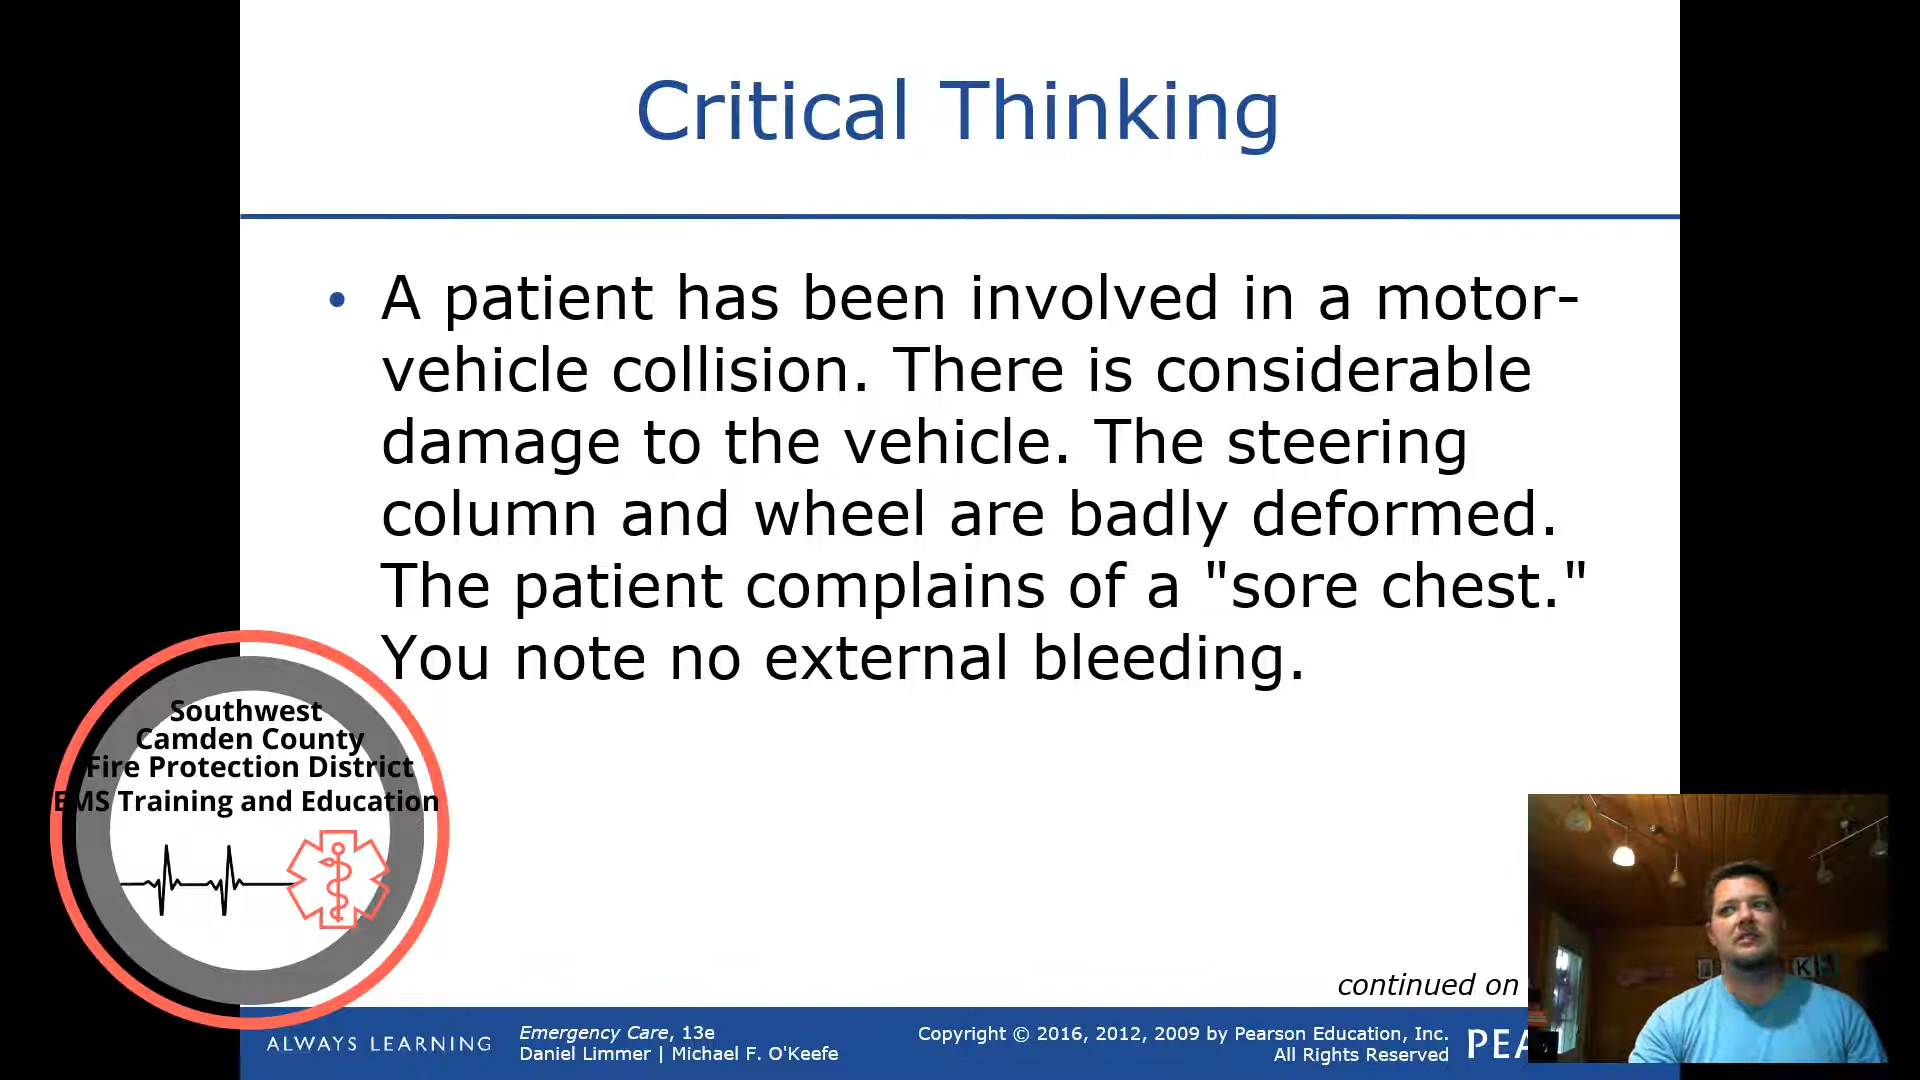 Critical Thinking
• A patient has been involved in a motor-
vehicle collision. There is considerable
damage to the vehicle. The steering
column and wheel are badly deformed.
The patient complains of a "sore chest."
You note no external bleeding.
Southwest
Camden County
Fire Protection District
EMS Training and Education
continued on
ALWAYS LEARNING
Emergency Care, 13e
Daniel Limmer | Michael F. O'Keefe
Copyright © 2016, 2012, 2009 by Pearson Education, Inc.
All Rights Reserved
PEA